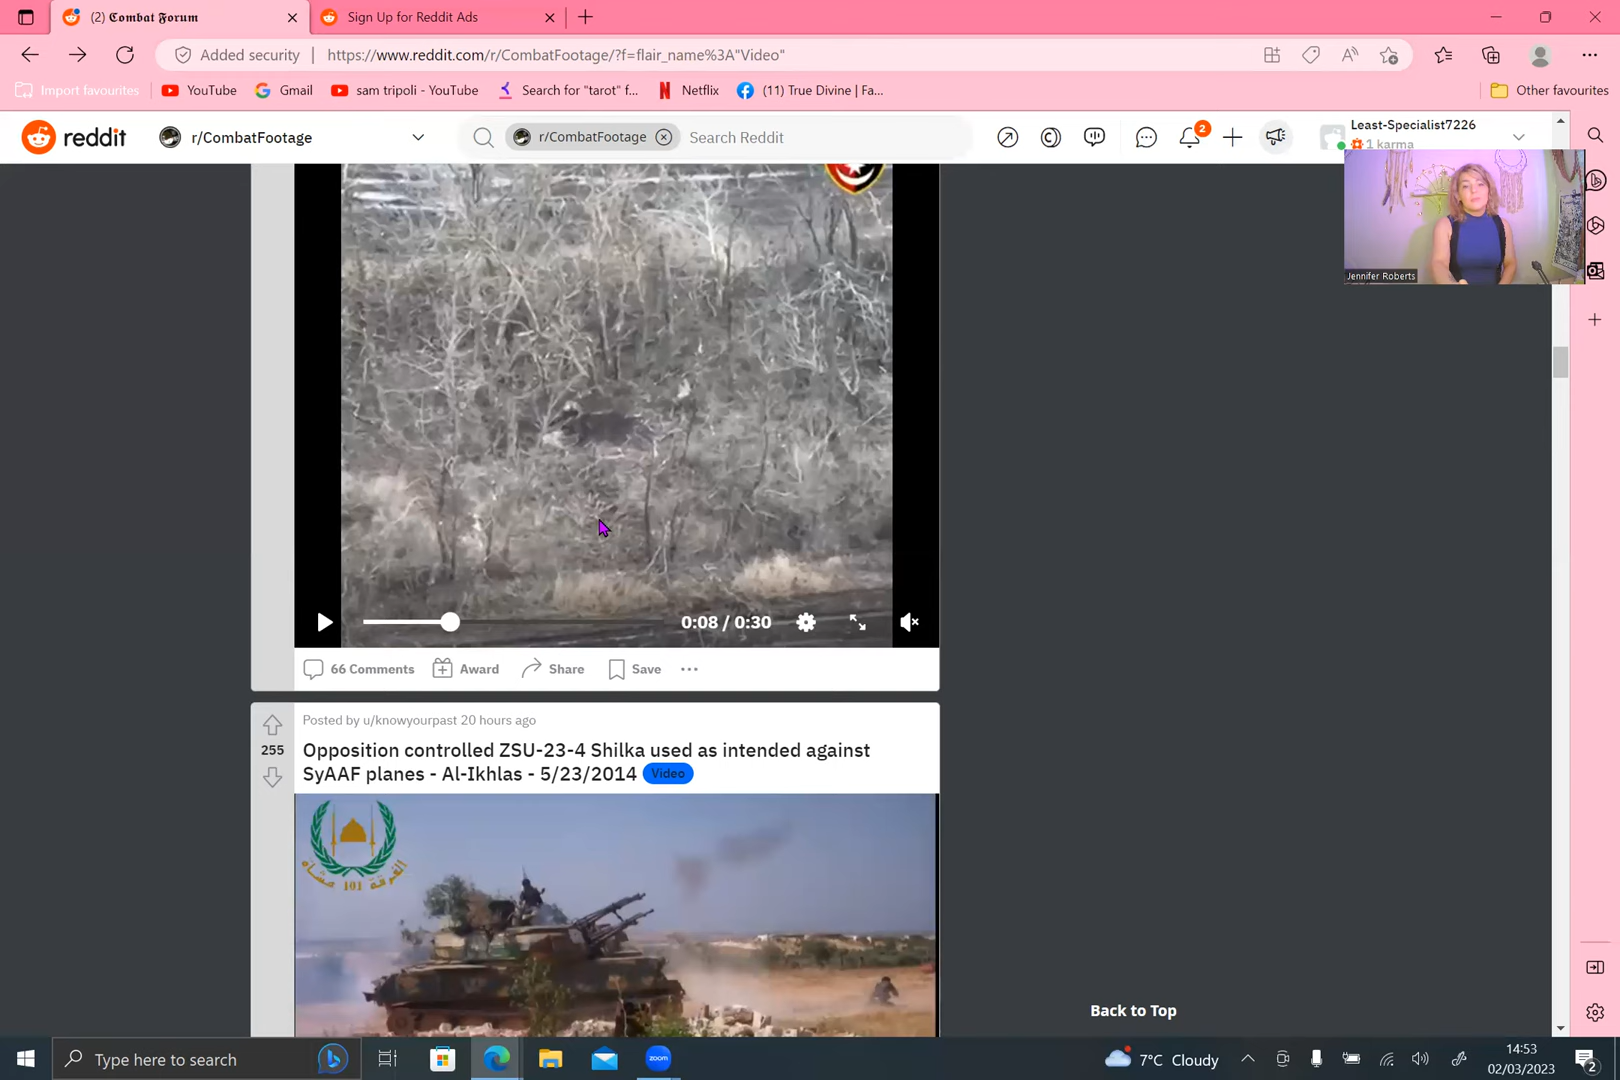 (2) 𝕮𝖔𝖒𝖇𝖆𝖙 𝕱𝖔𝖗𝖚𝖒
Sign Up for Reddit Ads
Added security
https://www.reddit.com/r/CombatFootage/?f=flair_name%3A"Video"
Import favourites
YouTube
Gmail
sam tripoli - YouTube
Search for "tarot" f...
Netflix
(11) True Divine | Fa...
Other favourites
reddit
r/CombatFootage
r/CombatFootage
Search Reddit
2
Least-Specialist7226
1 karma
Jennifer Roberts
0:08 / 0:30
66 Comments
Award
Share
Save
Posted by u/knowyourpast 20 hours ago
255
Opposition controlled ZSU-23-4 Shilka used as intended against
SyAAF planes - Al-Ikhlas - 5/23/2014 Video
الفرقة 101 مشاة
Back to Top
Type here to search
zoom
7°C Cloudy
14:53
02/03/2023
2